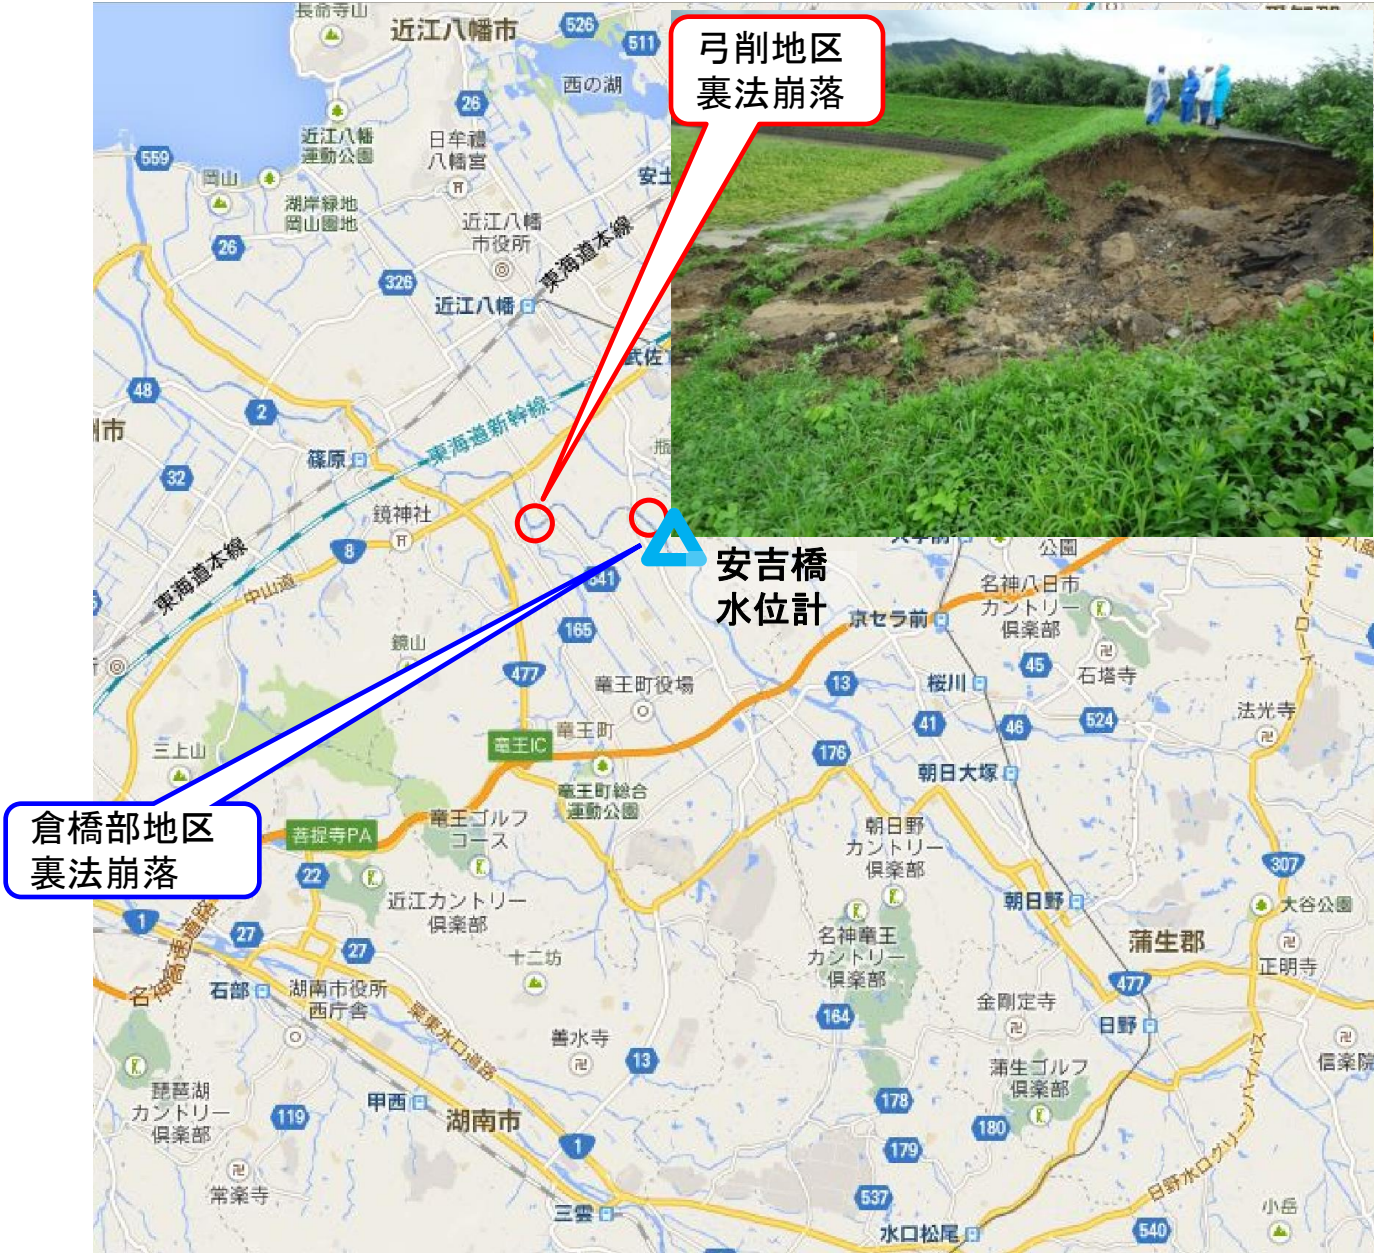 長命寺山
近江八幡市
526
511
西の湖
弓削地区
裏法崩落
26
近江八幡
運動公園
日牟禮
八幡宮
559
岡山
安土
湖岸緑地
岡山園地
26
近江八幡
市役所
東海道本線
326
近江八幡
武佐
48
2
東海道新幹線
市
篠原
32
鏡神社
8
安吉橋
水位計
公園
名神八日市
カントリー
倶楽部
東海道本線
中山道
541
165
京セラ前
鏡山
477
竜王町役場
13
桜川
45
石塔寺
41
46
524
法光寺
三上山
竜王IC
竜王町
176
朝日大塚
竜王町総合
運動公園
倉橋部地区
裏法崩落
菩提寺PA
竜王ゴルフ
コース
朝日野
カントリー
倶楽部
22
307
近江カントリー
倶楽部
朝日野
大谷公園
1
27
27
名神高速道路
名神竜王
カントリー
倶楽部
蒲生郡
正明寺
十二坊
石部
湖南市役所
西庁舎
477
金剛定寺
164
日野
栗東水口道路
善水寺
13
信楽院
蒲生ゴルフ
倶楽部
琵琶湖
カントリー
倶楽部
119
甲西
湖南市
178
180
1
179
常楽寺
537
日野水口グリーンバイパス
三雲
小岳
水口松尾
540